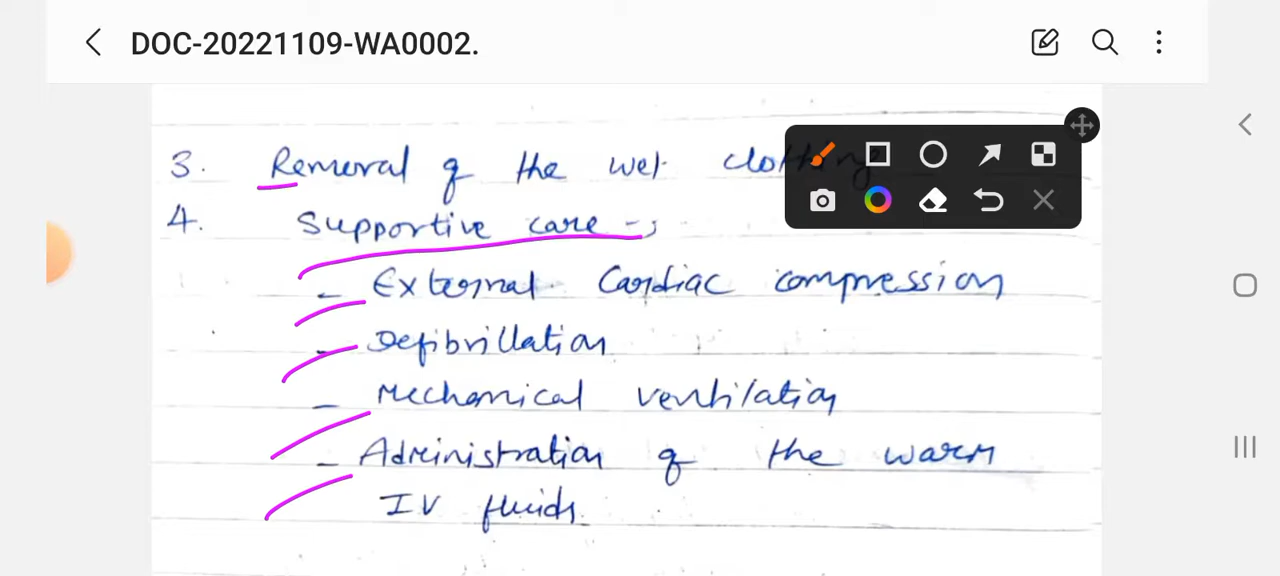 DOC-20221109-WA0002.
3. Removal of the wet clothing
4. Supportive care -;
- External Cardiac compression
- Defibrillation
- Mechanical ventilation
- Administration of the warm
IV fluids.